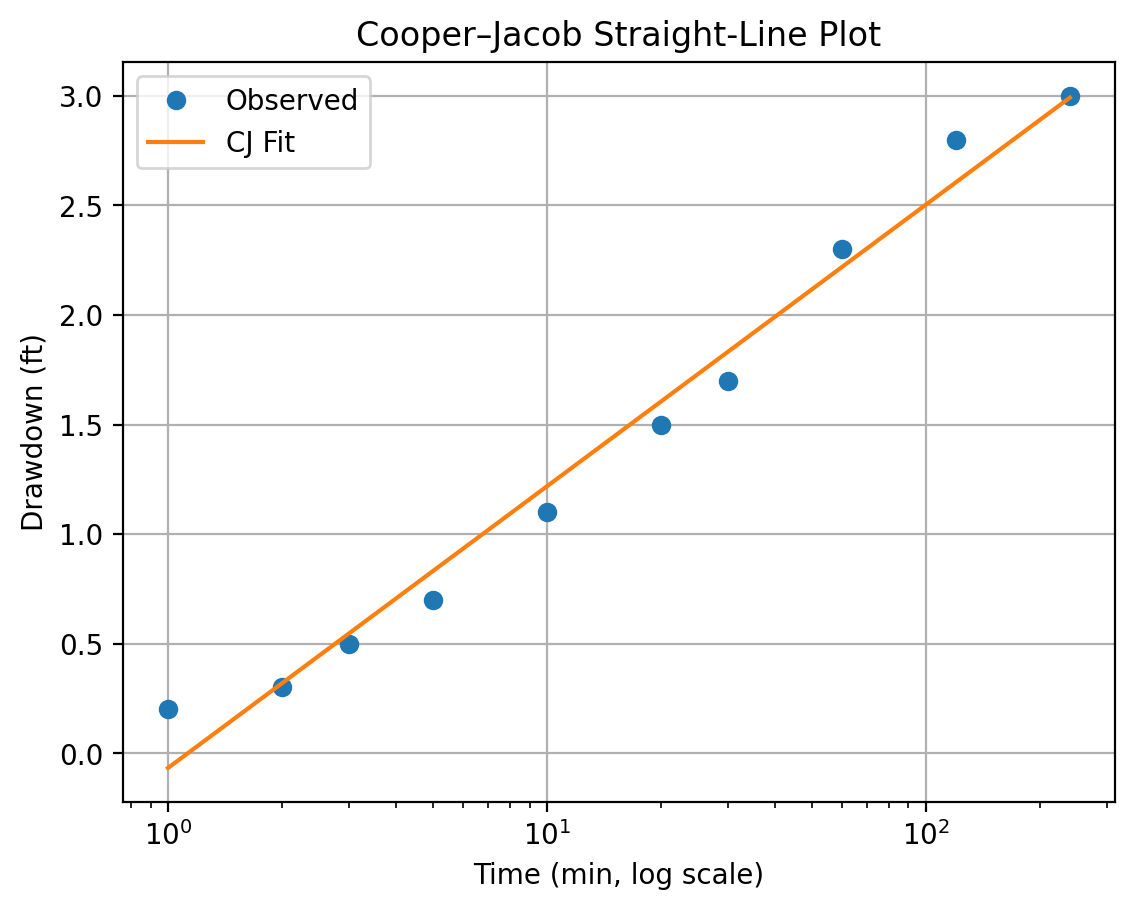 Cooper–Jacob Straight-Line Plot
Observed
CJ Fit
3.0
2.5
2.0
1.5
1.0
0.5
0.0
Drawdown (ft)
10⁰ 10¹ 10²
Time (min, log scale)